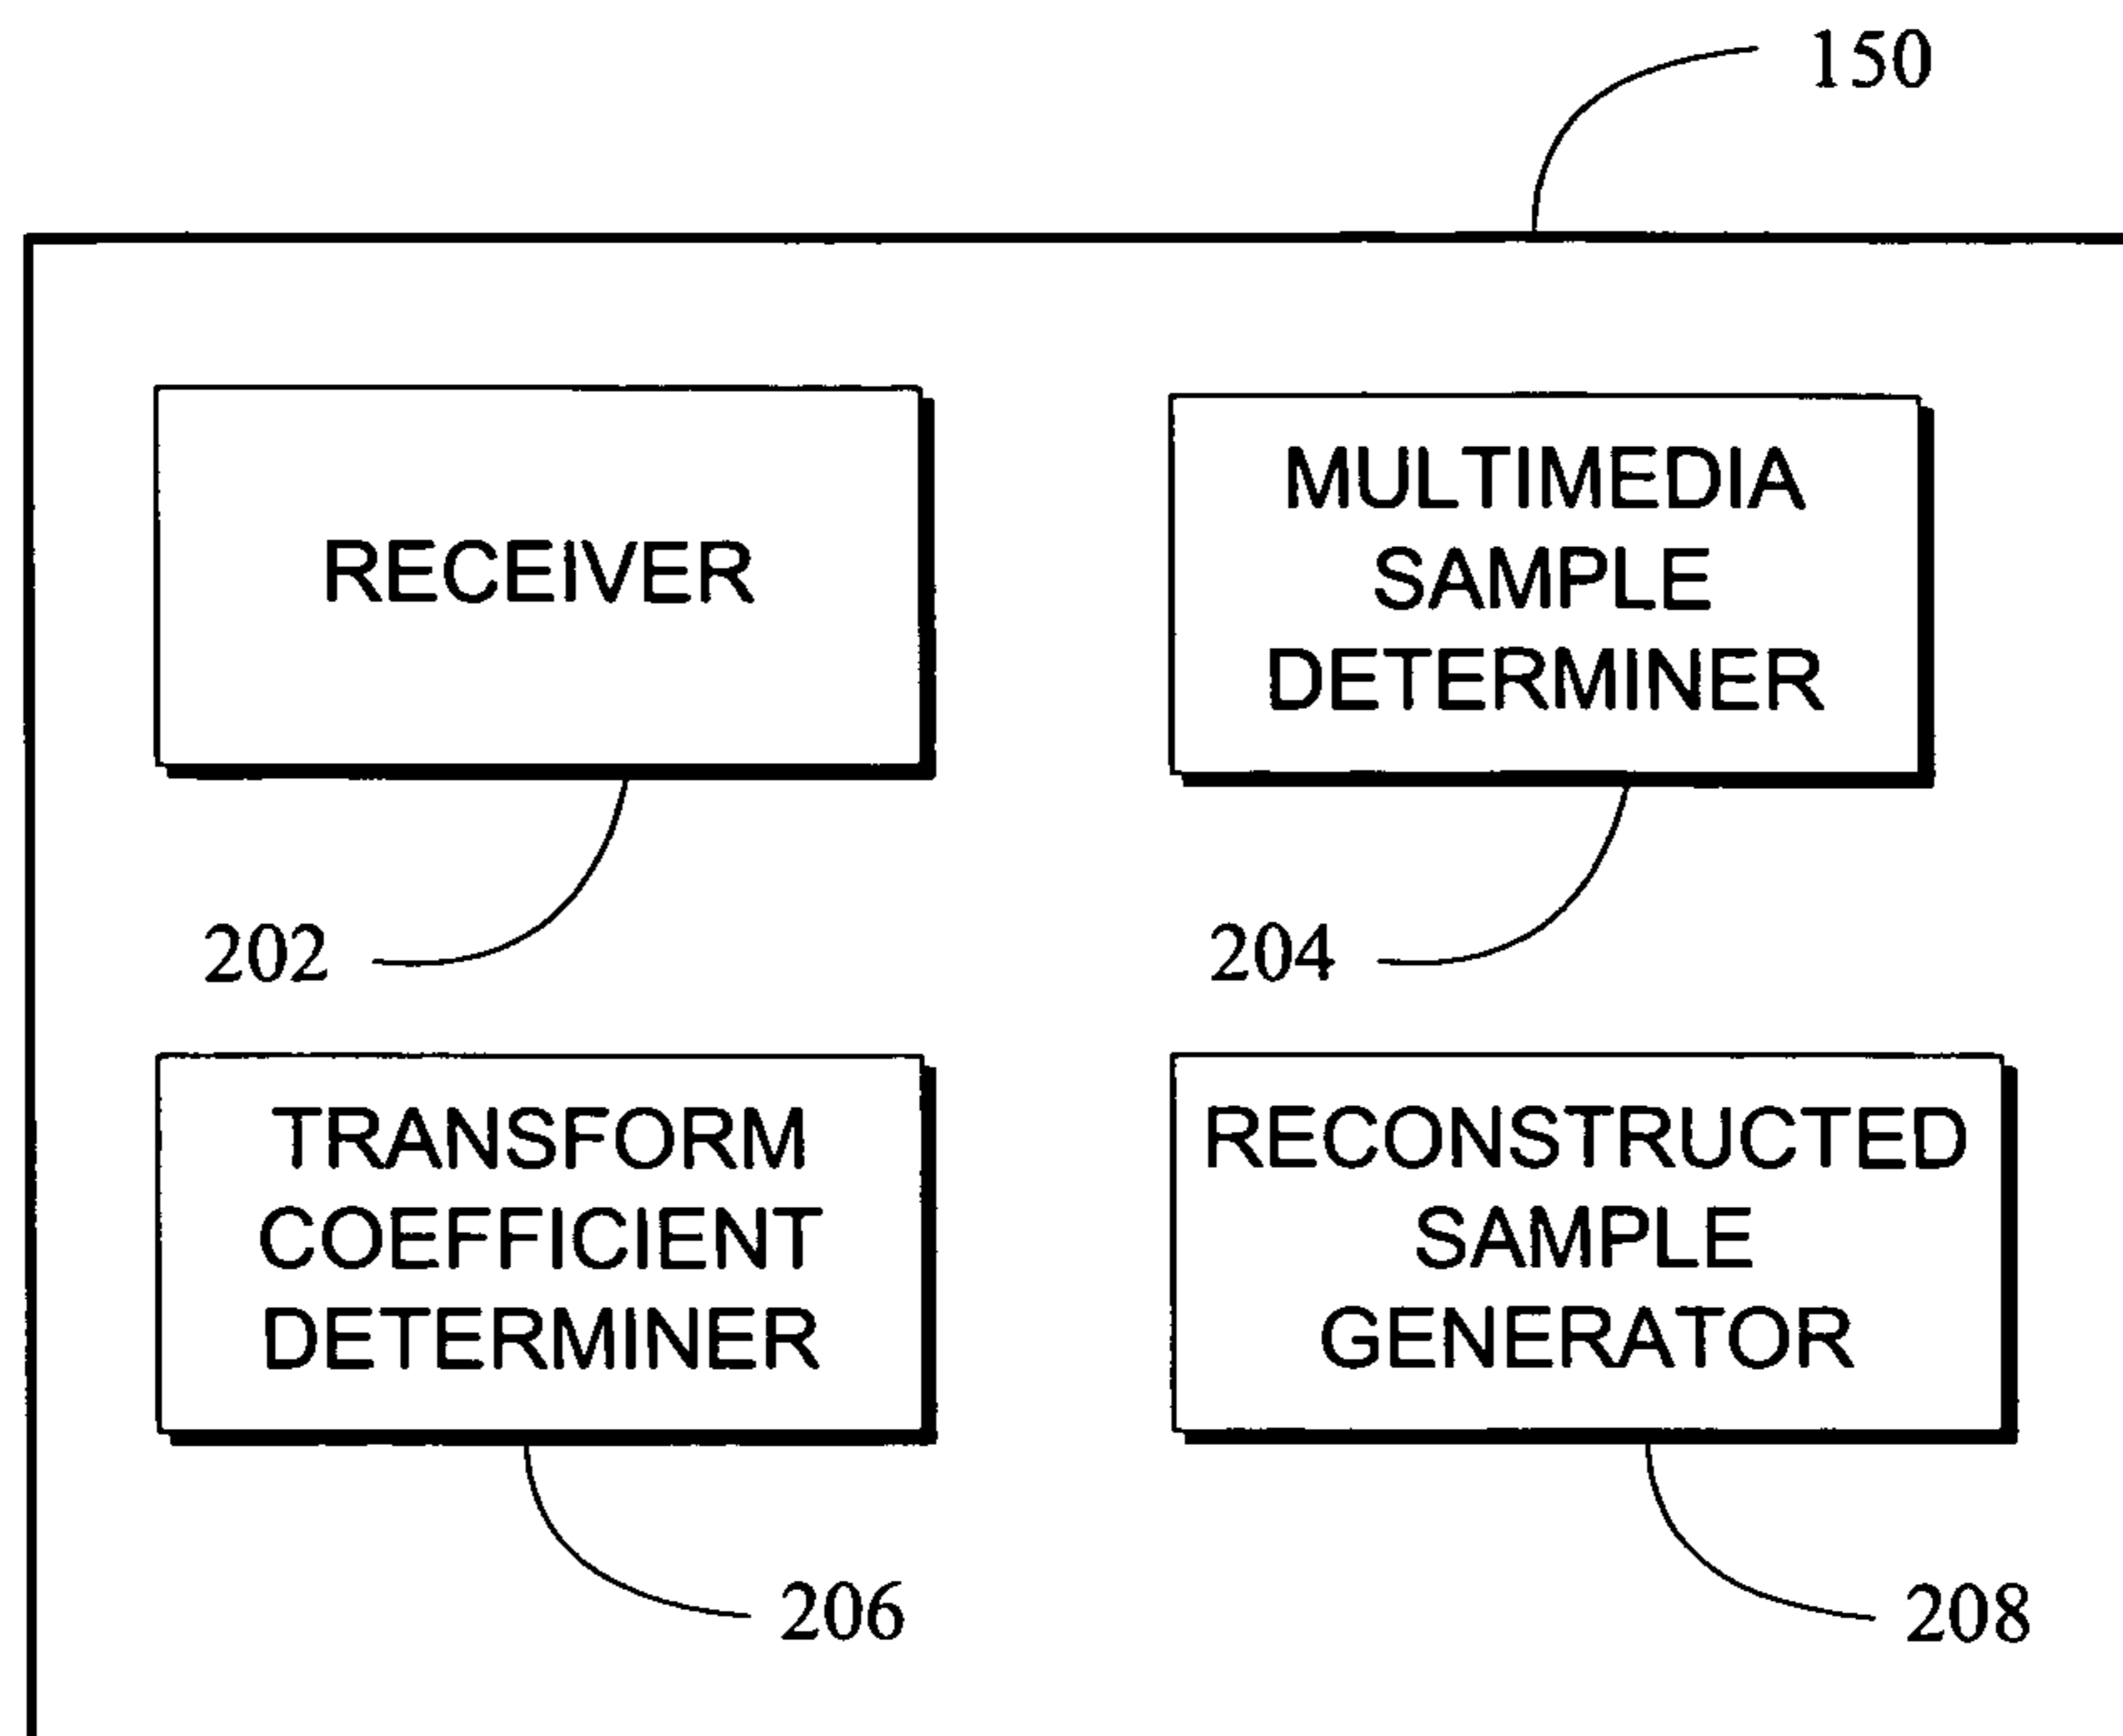 150
RECEIVER
MULTIMEDIA
SAMPLE
DETERMINER
202
204
TRANSFORM
COEFFICIENT
DETERMINER
RECONSTRUCTED
SAMPLE
GENERATOR
206
208